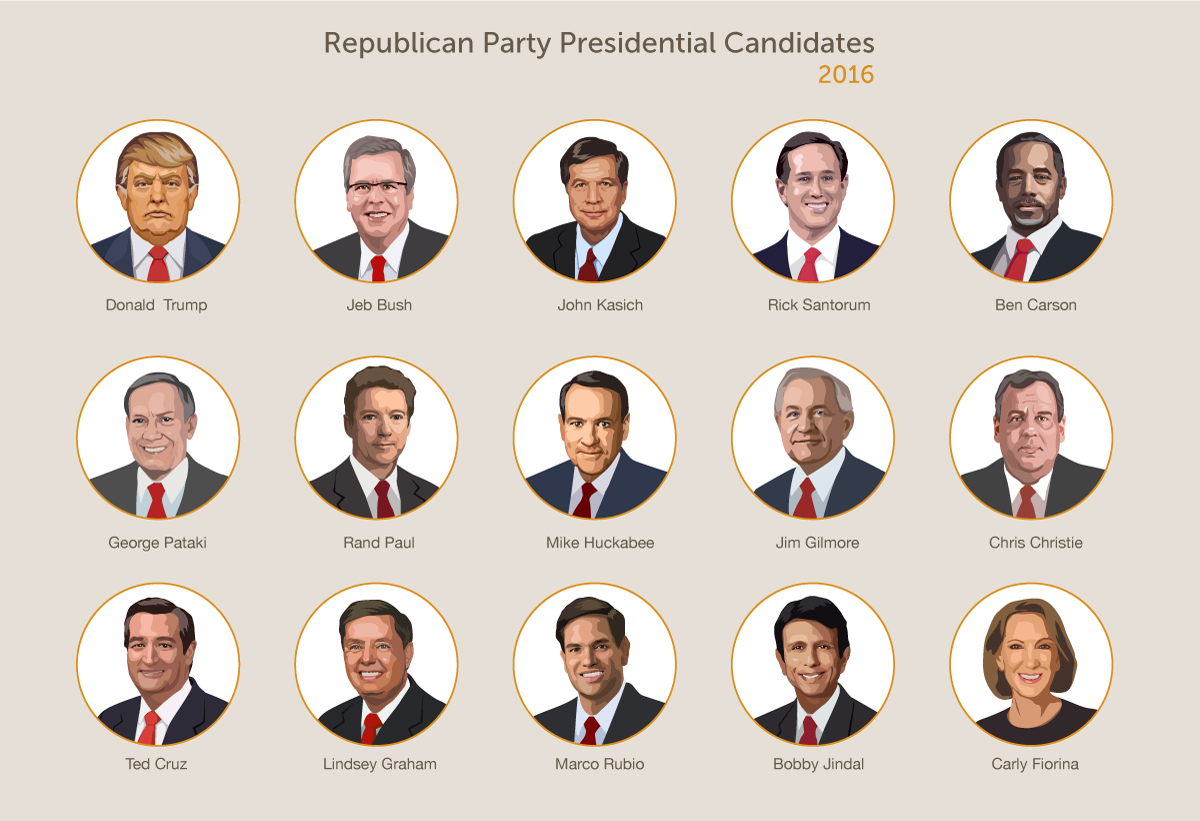 Republican Party Presidential Candidates
2016
Donald  Trump
Jeb Bush
John Kasich
Rick Santorum
Ben Carson
George Pataki
Rand Paul
Mike Huckabee
Jim Gilmore
Chris Christie
Ted Cruz
Lindsey Graham
Marco Rubio
Bobby Jindal
Carly Fiorina